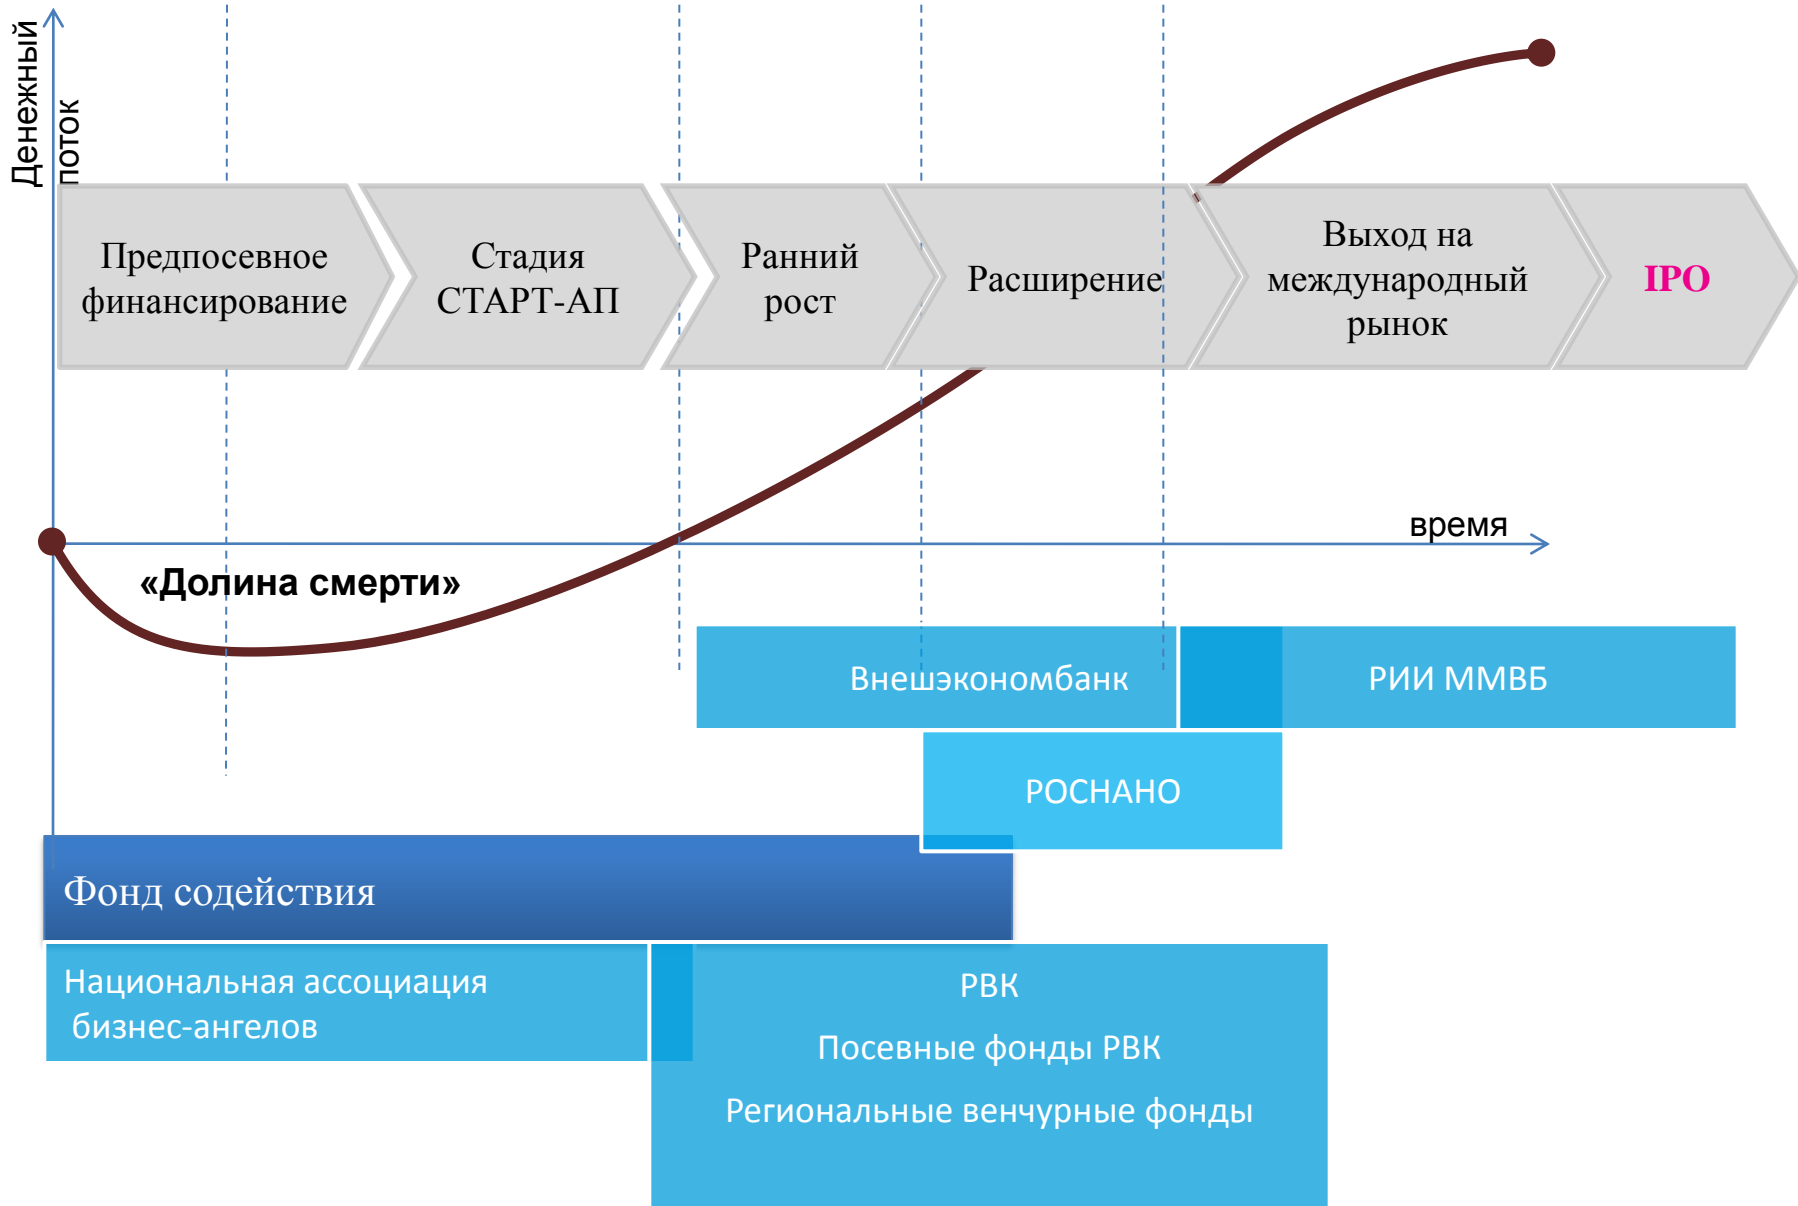 Денежный
поток
Предпосевное
финансирование
Стадия
СТАРТ-АП
Ранний
рост
Расширение
Выход на
международный
рынок
IPO
время
«Долина смерти»
Внешэкономбанк
РИИ ММВБ
РОСНАНО
Фонд содействия
Национальная ассоциация
бизнес-ангелов
РВК
Посевные фонды РВК
Региональные венчурные фонды